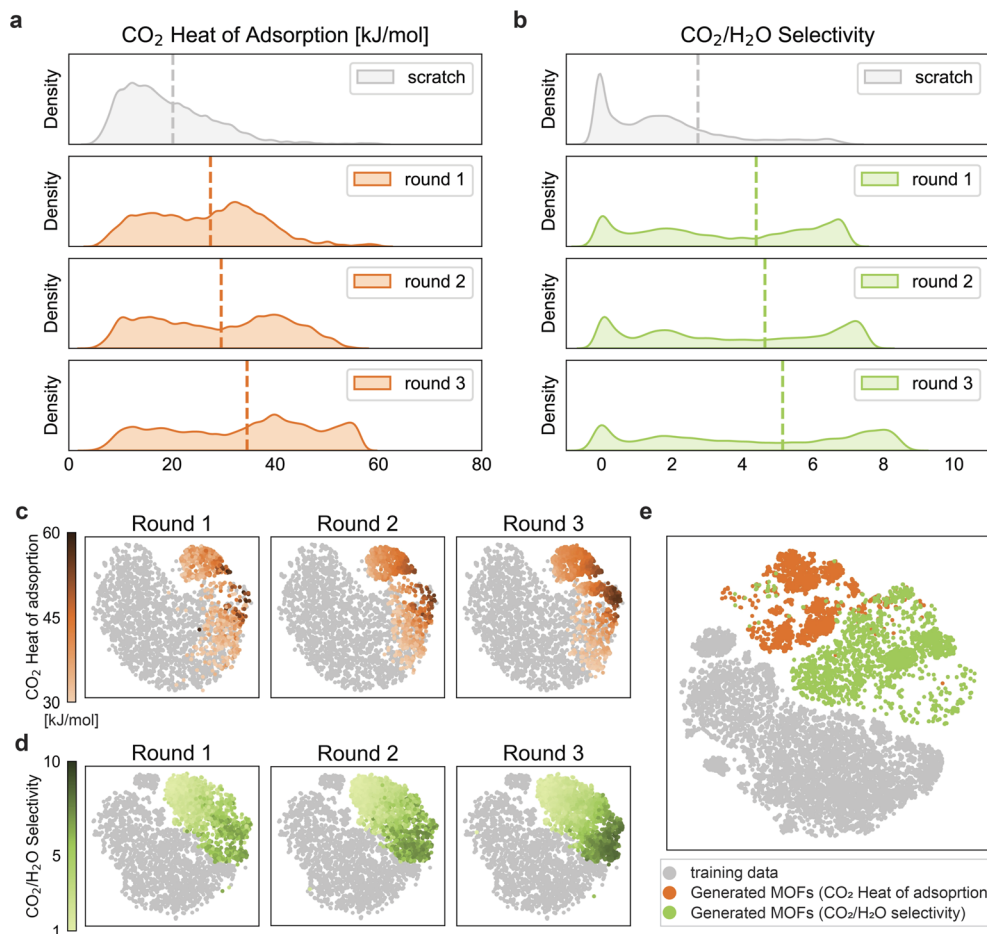 a
CO₂ Heat of Adsorption [kJ/mol]
Density
scratch
Density
round 1
Density
round 2
Density
round 3
0 20 40 60 80
b
CO₂/H₂O Selectivity
Density
scratch
Density
round 1
Density
round 2
Density
round 3
0 2 4 6 8 10
c
Round 1 Round 2 Round 3
CO₂ Heat of adsoprtion
60
45
30
[kJ/mol]
d
Round 1 Round 2 Round 3
CO₂/H₂O Selectivity
10
5
1
e
training data
Generated MOFs (CO₂ Heat of adsoprtion
Generated MOFs (CO₂/H₂O selectivity)